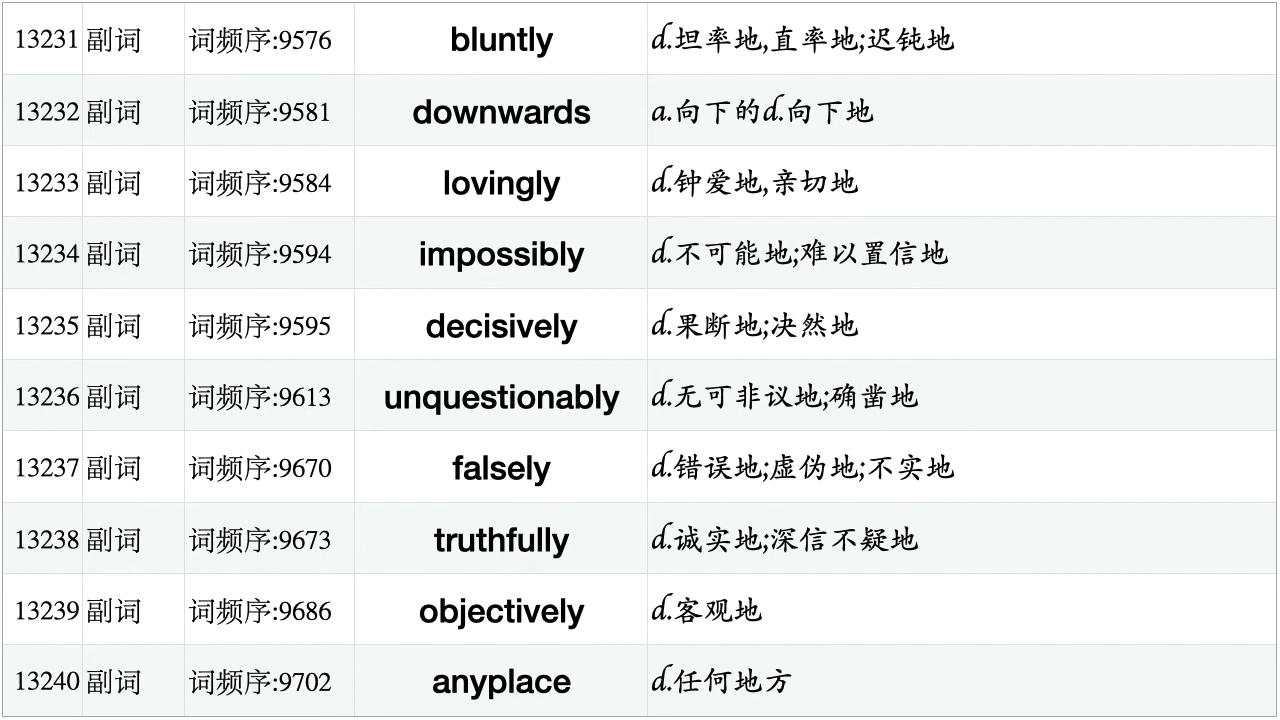 13231 副词 词频序:9576 bluntly d.坦率地,直率地;迟钝地
13232 副词 词频序:9581 downwards a.向下的d.向下地
13233 副词 词频序:9584 lovingly d.钟爱地,亲切地
13234 副词 词频序:9594 impossibly d.不可能地;难以置信地
13235 副词 词频序:9595 decisively d.果断地;决然地
13236 副词 词频序:9613 unquestionably d.无可非议地;确凿地
13237 副词 词频序:9670 falsely d.错误地;虚伪地;不实地
13238 副词 词频序:9673 truthfully d.诚实地;深信不疑地
13239 副词 词频序:9686 objectively d.客观地
13240 副词 词频序:9702 anyplace d.任何地方